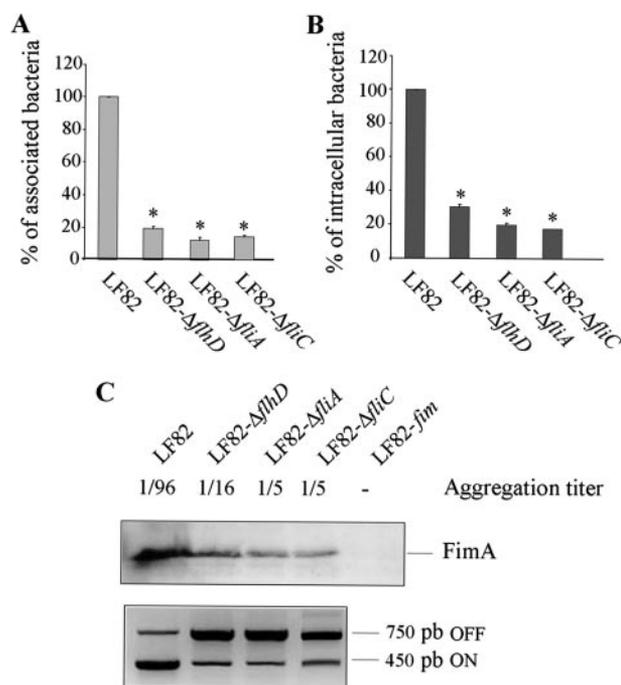 A
% of associated bacteria
120
100
80
60
40
20
0
*
*
*
LF82
LF82-ΔflhD
LF82-ΔfliA
LF82-ΔfliC
B
% of intracellular bacteria
120
100
80
60
40
20
0
*
*
*
LF82
LF82-ΔflhD
LF82-ΔfliA
LF82-ΔfliC
C
LF82
LF82-ΔflhD
LF82-ΔfliA
LF82-ΔfliC
LF82-fim
1/96 1/16 1/5 1/5 - Aggregation titer
FimA
750 pb OFF
450 pb ON